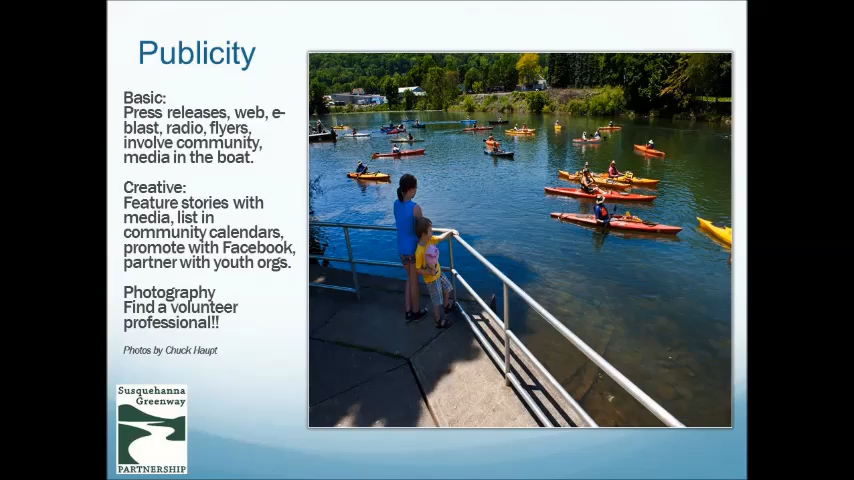 Publicity
Basic:
Press releases, web, e-
blast, radio, flyers,
involve community,
media in the boat.
Creative:
Feature stories with
media, list in
community calendars,
promote with Facebook,
partner with youth orgs.
Photography
Find a volunteer
professional!!
Photos by Chuck Haupt
Susquehanna
Greenway
PARTNERSHIP